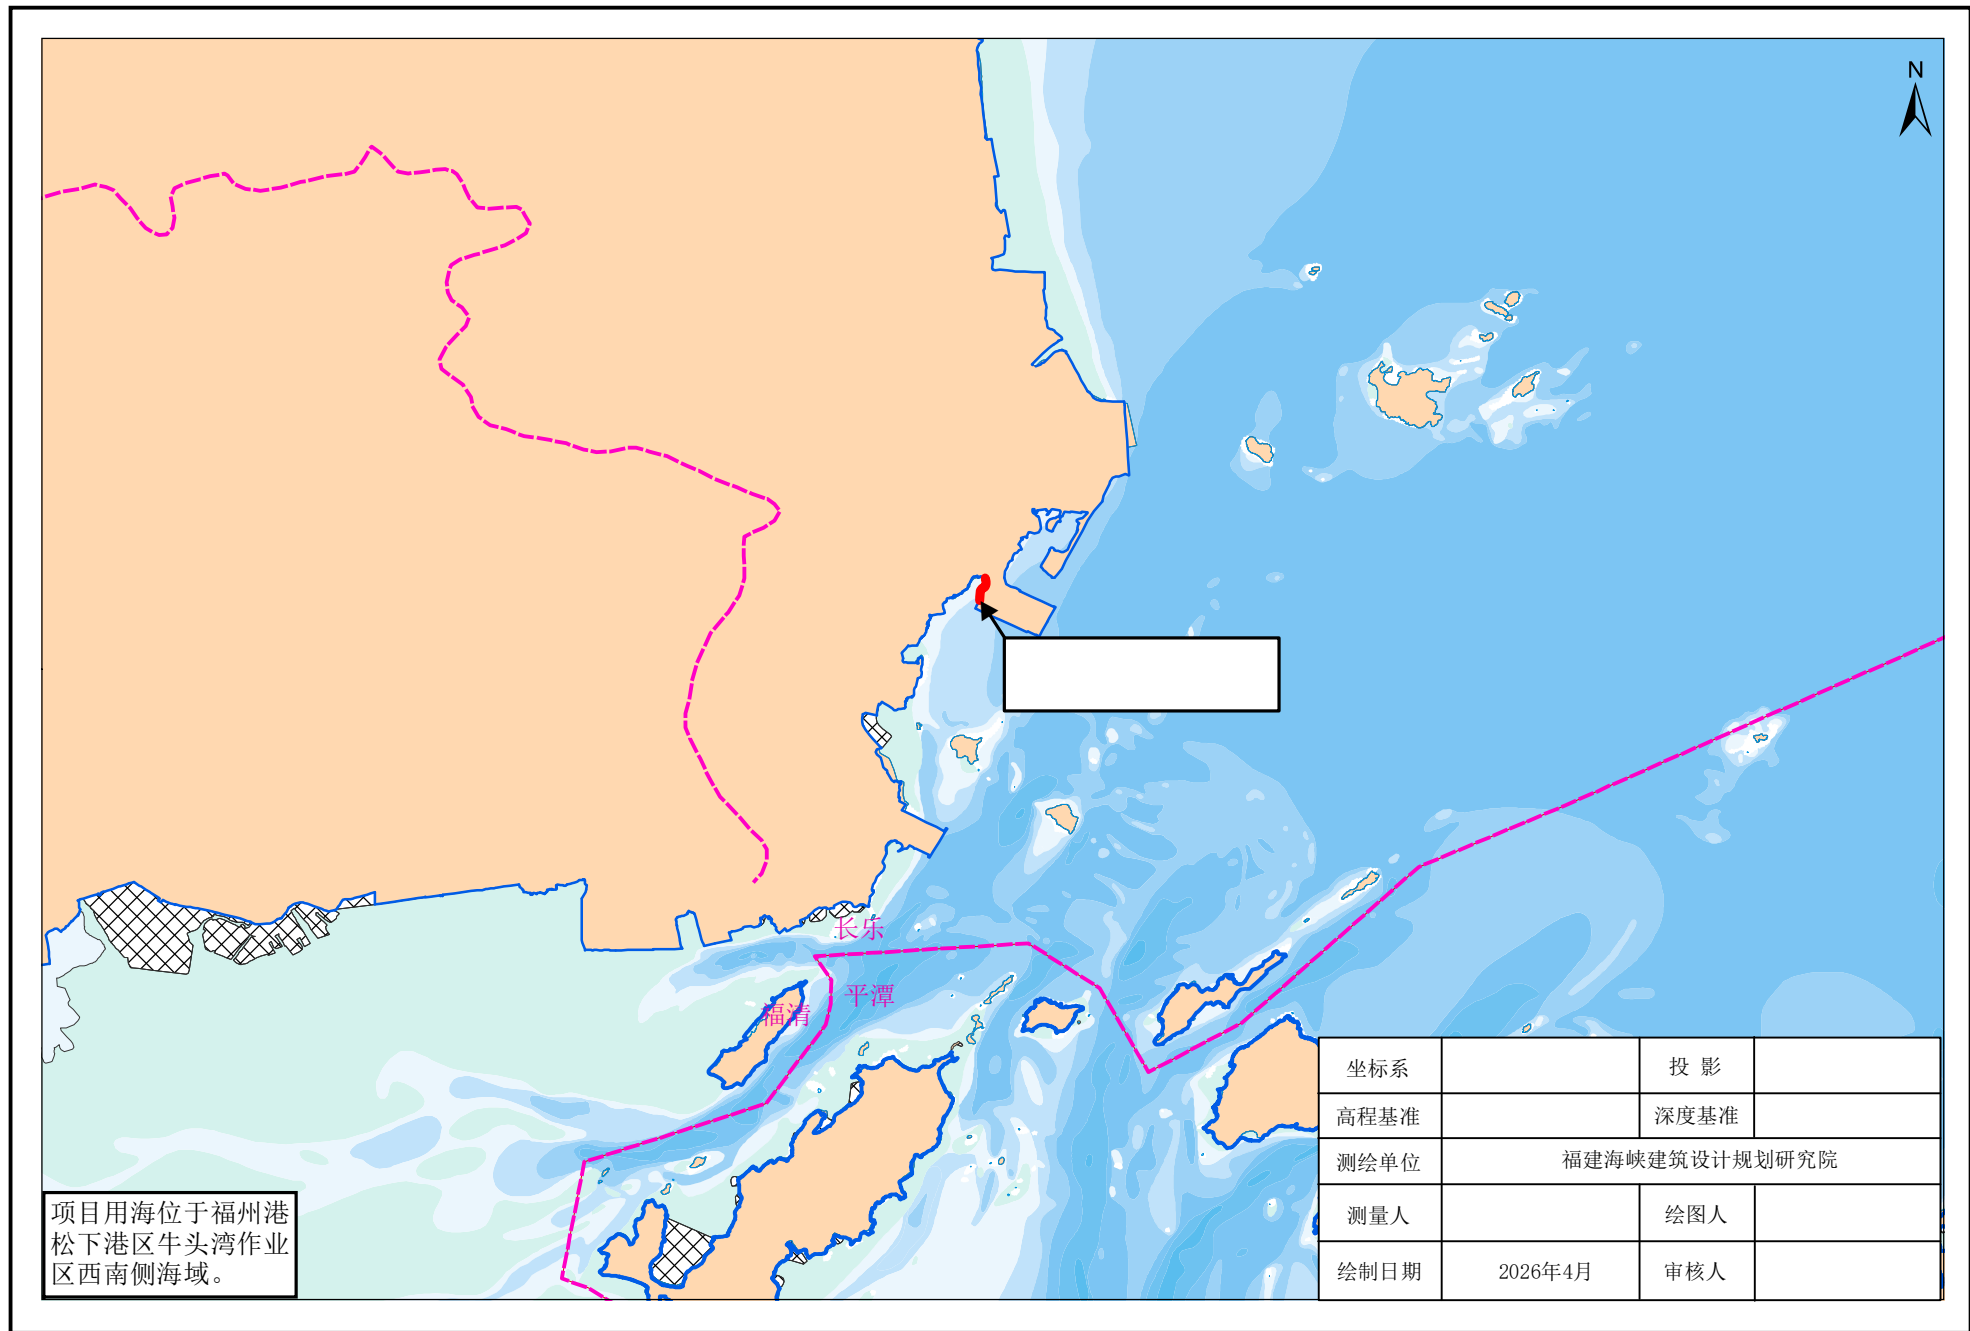 N
长乐
平潭
福清
项目用海位于福州港
松下港区牛头湾作业
区西南侧海域。
坐标系 投 影
高程基准 深度基准
测绘单位 福建海峡建筑设计规划研究院
测量人 绘图人
绘制日期 2026年4月 审核人